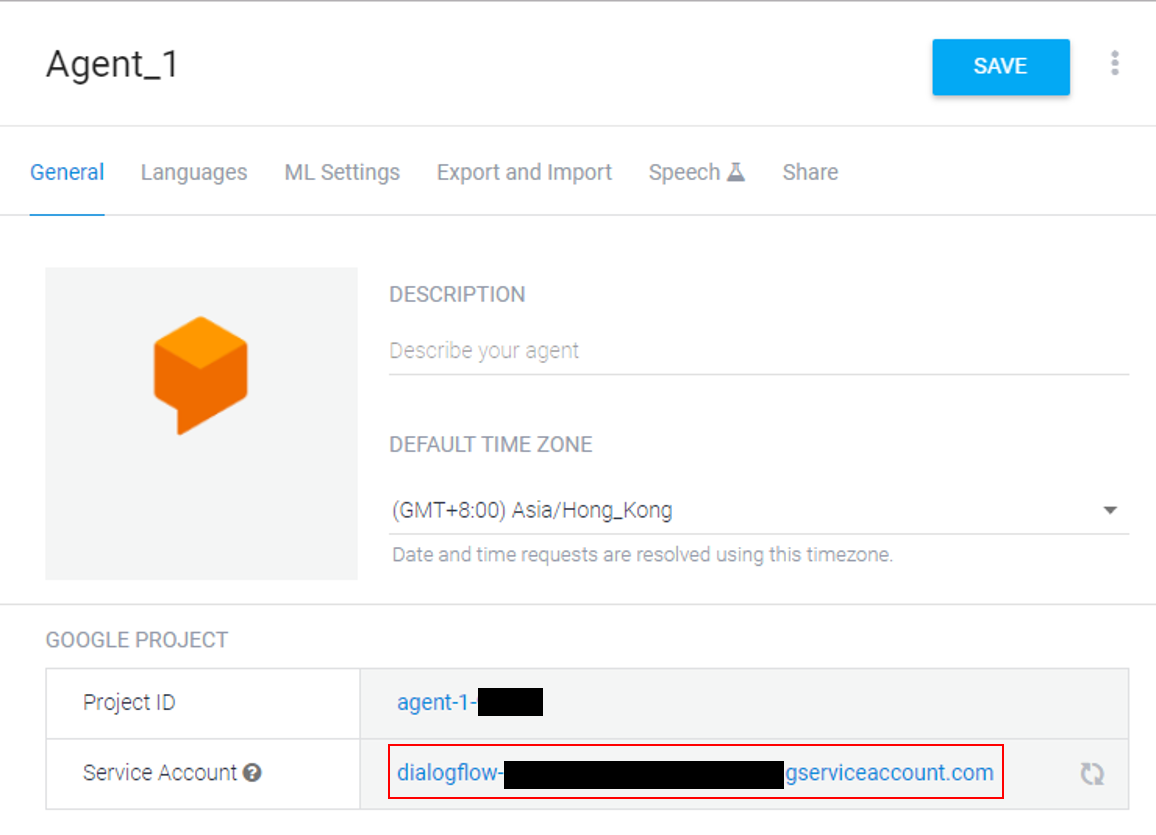 Agent_1
SAVE
General Languages ML Settings Export and Import Speech Share
DESCRIPTION
Describe your agent
DEFAULT TIME ZONE
(GMT+8:00) Asia/Hong_Kong
Date and time requests are resolved using this timezone.
GOOGLE PROJECT
Project ID agent-1-
Service Account ? dialogflow- gserviceaccount.com